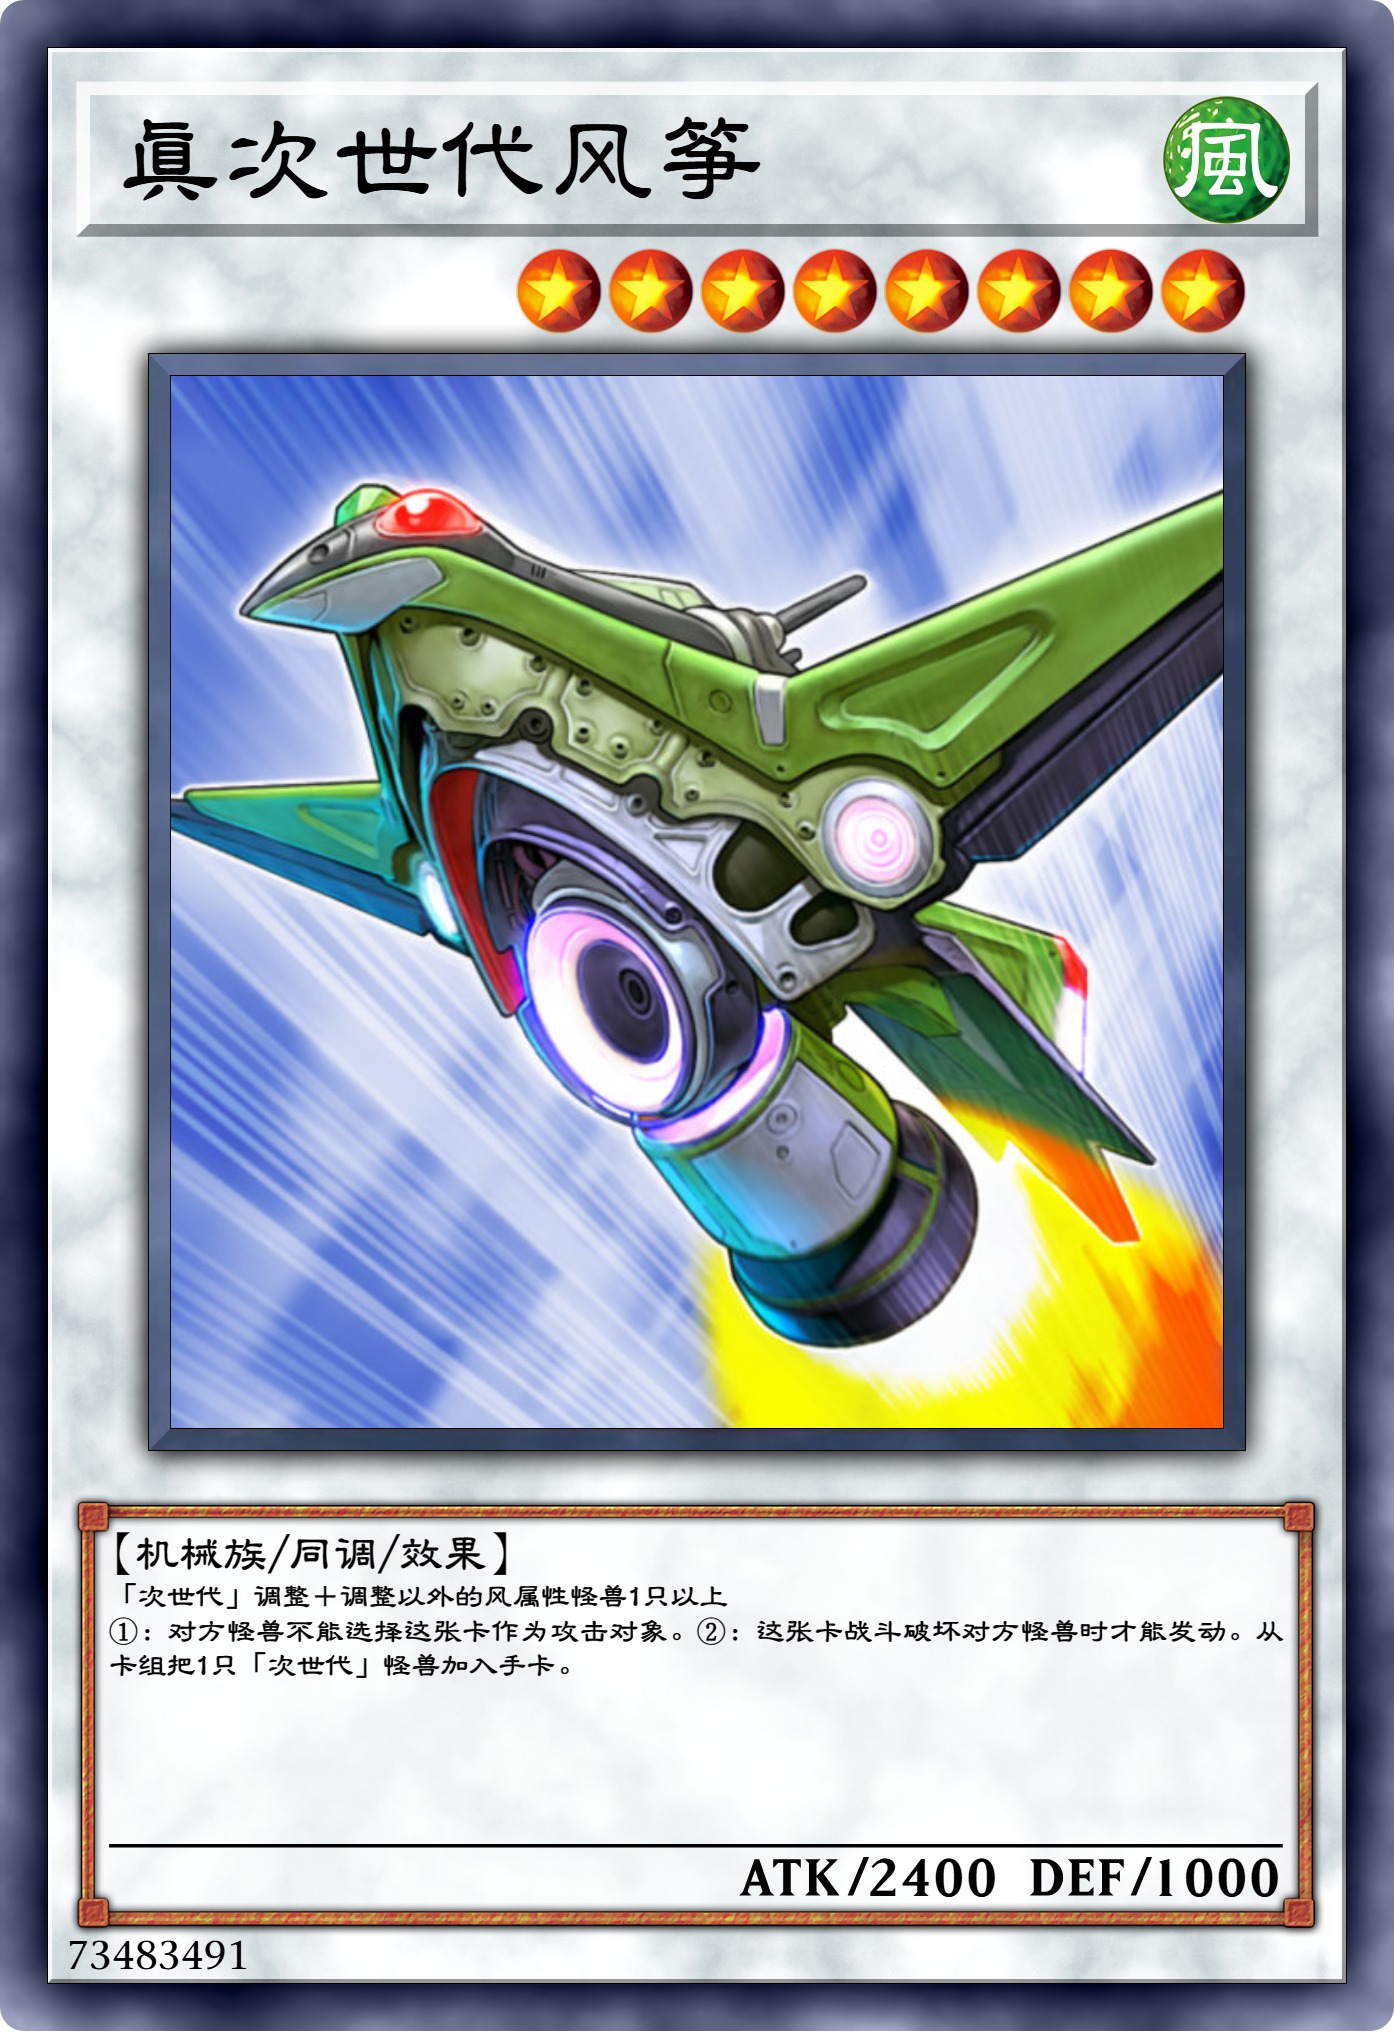 眞次世代风筝
風
【机械族/同调/效果】
「次世代」调整＋调整以外的风属性怪兽1只以上
①：对方怪兽不能选择这张卡作为攻击对象。②：这张卡战斗破坏对方怪兽时才能发动。从
卡组把1只「次世代」怪兽加入手卡。
ATK/2400 DEF/1000
73483491